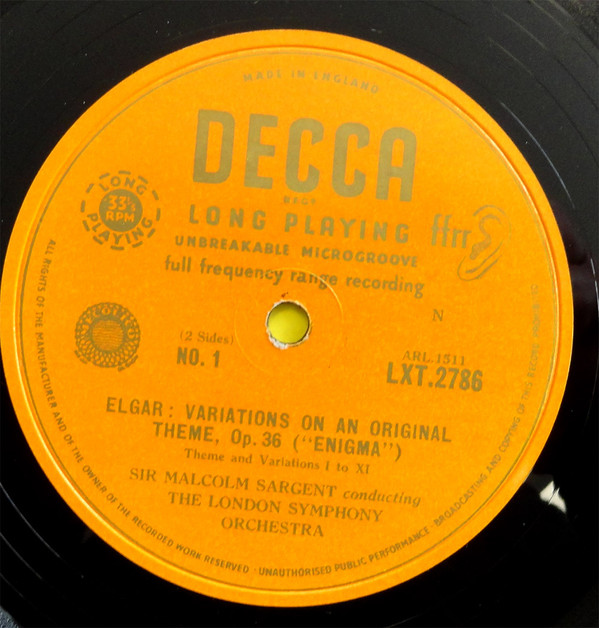 MADE IN ENGLAND
DECCA
REGD
LONG PLAYING
UNBREAKABLE MICROGROOVE
full frequency range recording
ffrr
LONG
33⅓
RPM
PLAYING
N
(2 Sides)
NO. 1
ARL.1511
LXT.2786
ELGAR: VARIATIONS ON AN ORIGINAL
THEME, Op. 36 ("ENIGMA")
Theme and Variations I to XI
SIR MALCOLM SARGENT conducting
THE LONDON SYMPHONY
ORCHESTRA
ALL RIGHTS OF THE MANUFACTURER AND OF THE OWNER OF THE RECORDED WORK RESERVED · UNAUTHORISED PUBLIC PERFORMANCE · BROADCASTING AND COPYING OF THIS RECORD PROHIBITED